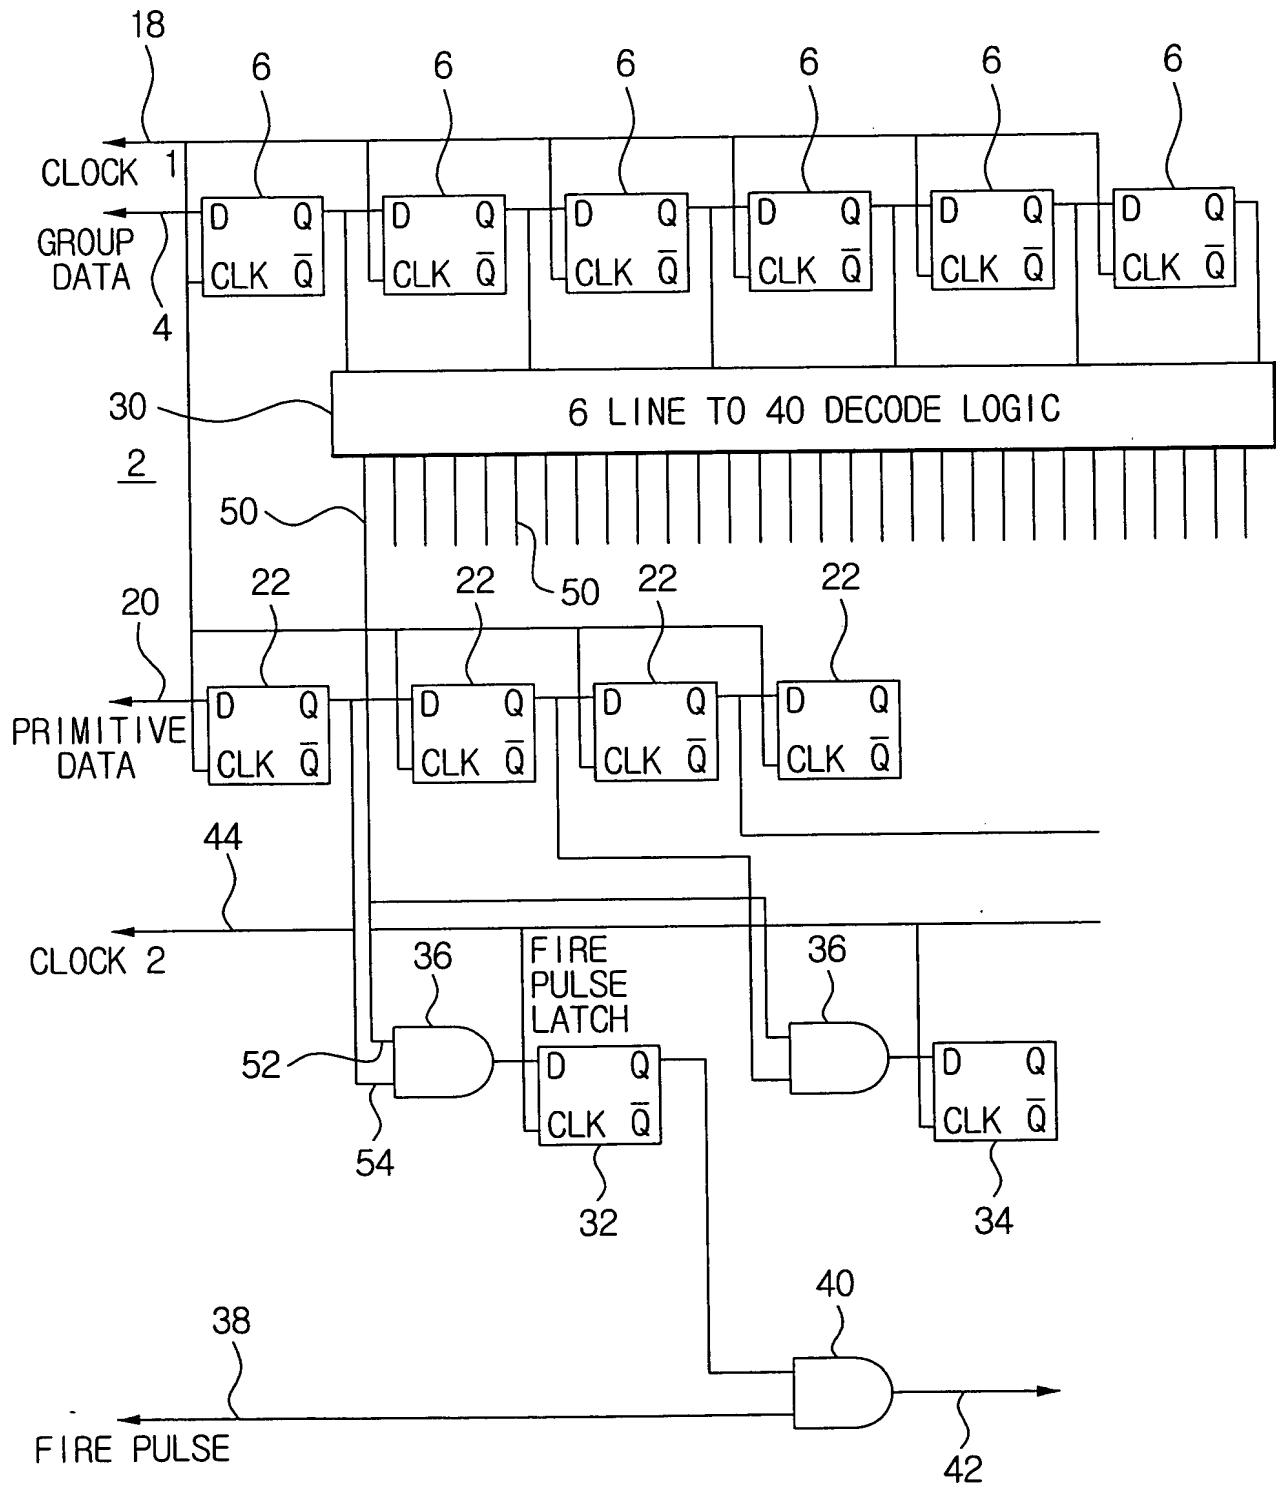 18
6 6 6 6 6 6
CLOCK 1
D Q D Q D Q D Q D Q D Q
GROUP
DATA
CLK Q̅ CLK Q̅ CLK Q̅ CLK Q̅ CLK Q̅ CLK Q̅
4
30
6 LINE TO 40 DECODE LOGIC
2
50
50
20
22 22 22 22
D Q D Q D Q D Q
PRIMITIVE
DATA
CLK Q̅ CLK Q̅ CLK Q̅ CLK Q̅
44
CLOCK 2
36
FIRE
PULSE
LATCH
36
52
D Q
D Q
CLK Q̅
CLK Q̅
54
32
34
40
38
FIRE PULSE
42